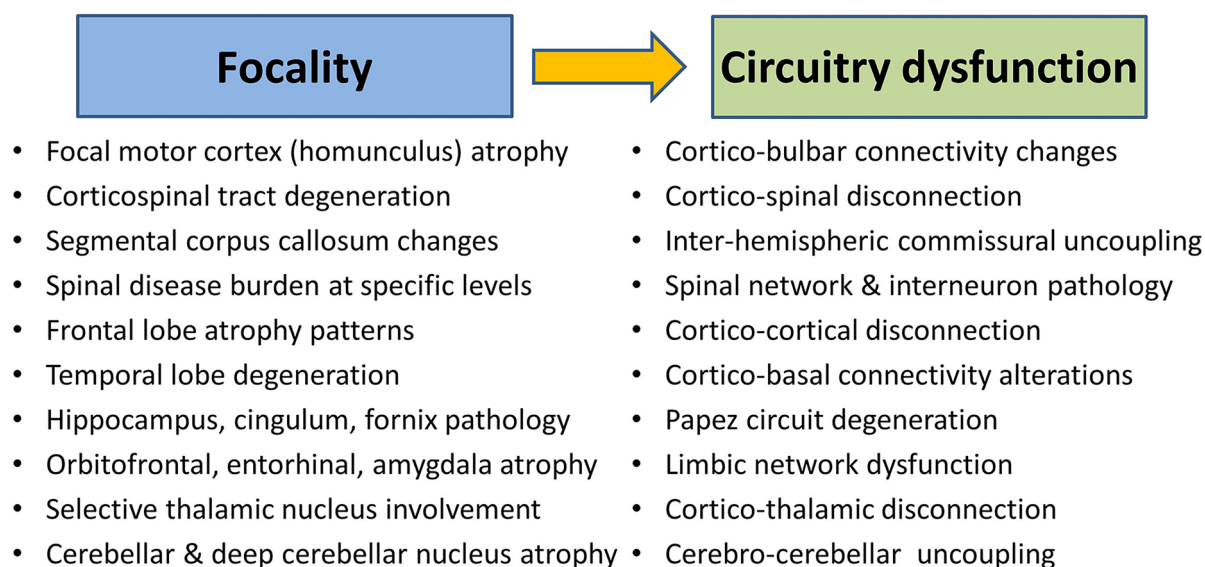 Focality
Circuitry dysfunction
• Focal motor cortex (homunculus) atrophy
• Corticospinal tract degeneration
• Segmental corpus callosum changes
• Spinal disease burden at specific levels
• Frontal lobe atrophy patterns
• Temporal lobe degeneration
• Hippocampus, cingulum, fornix pathology
• Orbitofrontal, entorhinal, amygdala atrophy
• Selective thalamic nucleus involvement
• Cerebellar & deep cerebellar nucleus atrophy
• Cortico-bulbar connectivity changes
• Cortico-spinal disconnection
• Inter-hemispheric commissural uncoupling
• Spinal network & interneuron pathology
• Cortico-cortical disconnection
• Cortico-basal connectivity alterations
• Papez circuit degeneration
• Limbic network dysfunction
• Cortico-thalamic disconnection
• Cerebro-cerebellar  uncoupling